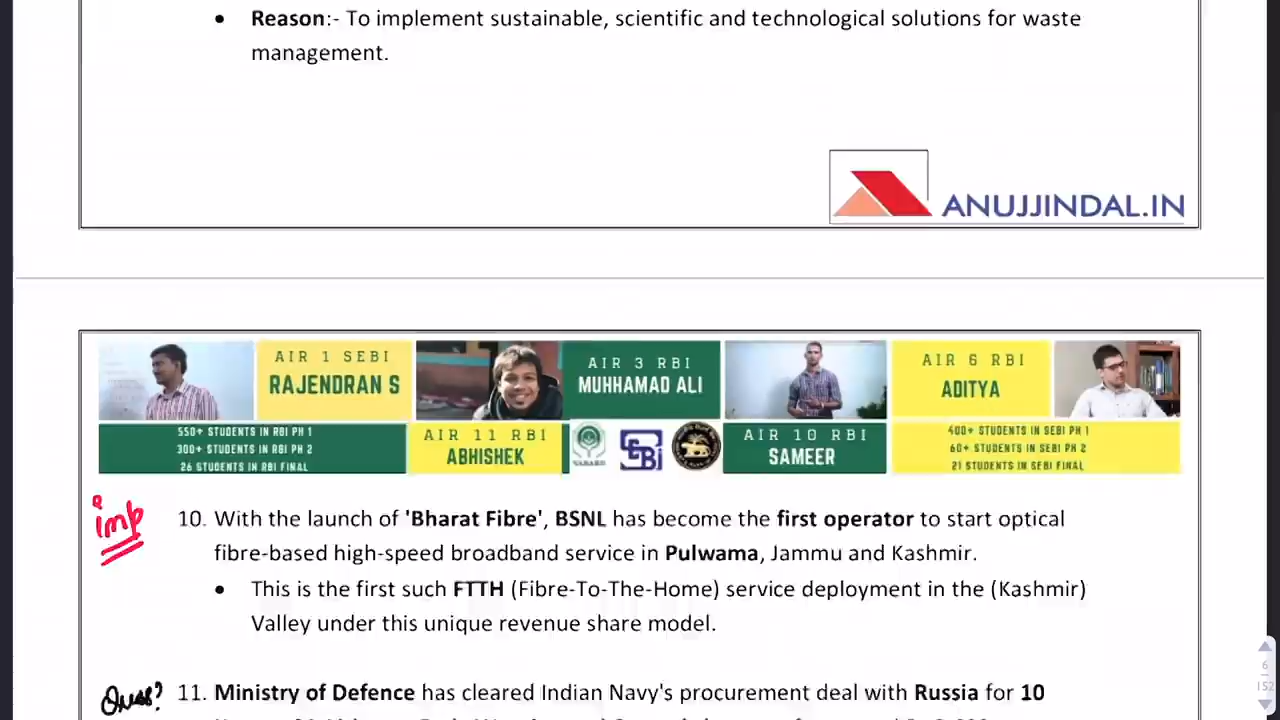 • Reason:- To implement sustainable, scientific and technological solutions for waste
management.
ANUJJINDAL.IN
AIR 1 SEBI
RAJENDRAN S
AIR 3 RBI
MUHHAMAD ALI
AIR 6 RBI
ADITYA
550+ STUDENTS IN RBI PH 1
300+ STUDENTS IN RBI PH 2
26 STUDENTS IN RBI FINAL
AIR 11 RBI
ABHISHEK
NABARD
SEBI
AIR 10 RBI
SAMEER
400+ STUDENTS IN SEBI PH 1
60+ STUDENTS IN SEBI PH 2
21 STUDENTS IN SEBI FINAL
imp
10. With the launch of 'Bharat Fibre', BSNL has become the first operator to start optical
fibre-based high-speed broadband service in Pulwama, Jammu and Kashmir.
• This is the first such FTTH (Fibre-To-The-Home) service deployment in the (Kashmir)
Valley under this unique revenue share model.
11. Ministry of Defence has cleared Indian Navy's procurement deal with Russia for 10
6
152